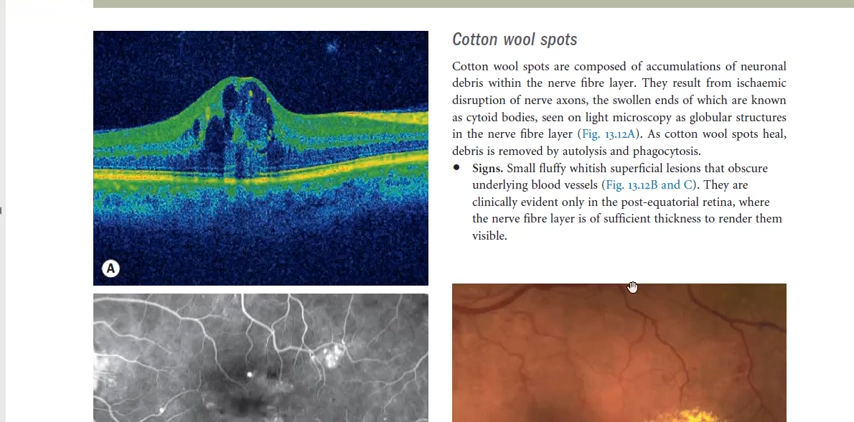 Cotton wool spots
Cotton wool spots are composed of accumulations of neuronal
debris within the nerve fibre layer. They result from ischaemic
disruption of nerve axons, the swollen ends of which are known
as cytoid bodies, seen on light microscopy as globular structures
in the nerve fibre layer (Fig. 13.12A). As cotton wool spots heal,
debris is removed by autolysis and phagocytosis.
• Signs. Small fluffy whitish superficial lesions that obscure
underlying blood vessels (Fig. 13.12B and C). They are
clinically evident only in the post-equatorial retina, where
the nerve fibre layer is of sufficient thickness to render them
visible.
A